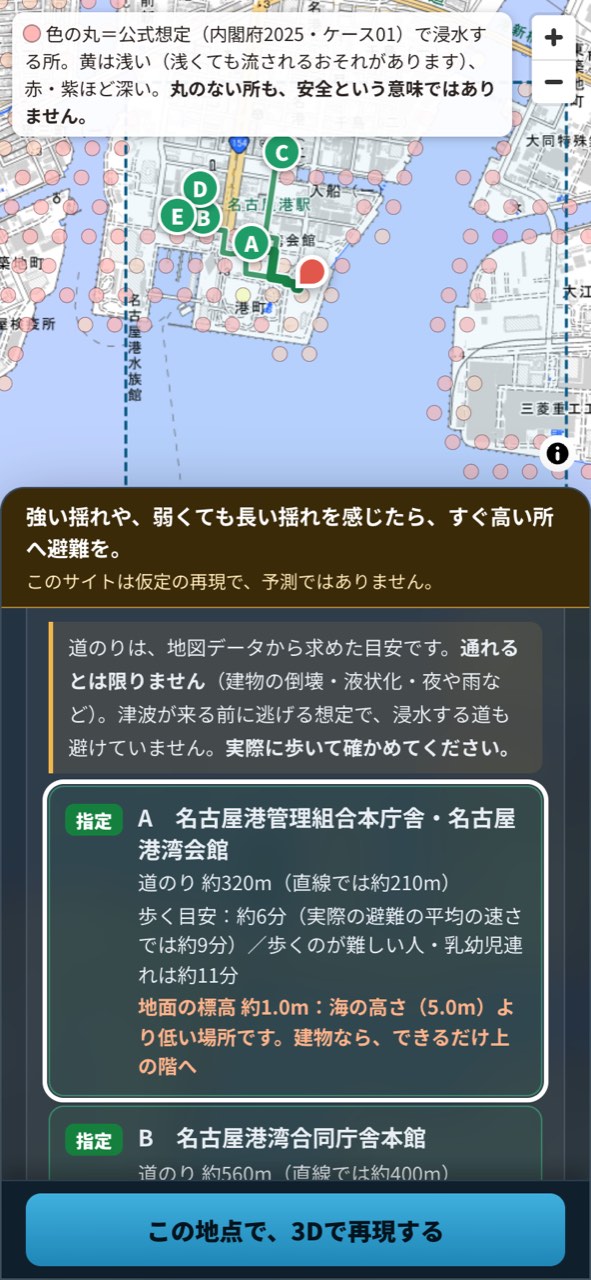 色の丸＝公式想定（内閣府2025・ケース01）で浸水す
る所。黄は浅い（浅くても流されるおそれがあります）、
赤・紫ほど深い。丸のない所も、安全という意味ではあり
ません。
+
−
154
大同特殊
C
D
入船
E
B
名古屋港駅
A
会館
築地町
港町
大江
名古屋港水族館
三菱重工
i
強い揺れや、弱くても長い揺れを感じたら、すぐ高い所
へ避難を。
このサイトは仮定の再現で、予測ではありません。
道のりは、地図データから求めた目安です。通れる
とは限りません（建物の倒壊・液状化・夜や雨な
ど）。津波が来る前に逃げる想定で、浸水する道も
避けていません。実際に歩いて確かめてください。
指定
A　名古屋港管理組合本庁舎・名古屋
港湾会館
道のり 約320m（直線では約210m）
歩く目安：約6分（実際の避難の平均の速さ
では約9分）／歩くのが難しい人・乳幼児連
れは約11分
地面の標高 約1.0m：海の高さ（5.0m）よ
り低い場所です。建物なら、できるだけ上
の階へ
指定
B　名古屋港湾合同庁舎本館
道のり 約560m（直線では約400m）
この地点で、3Dで再現する